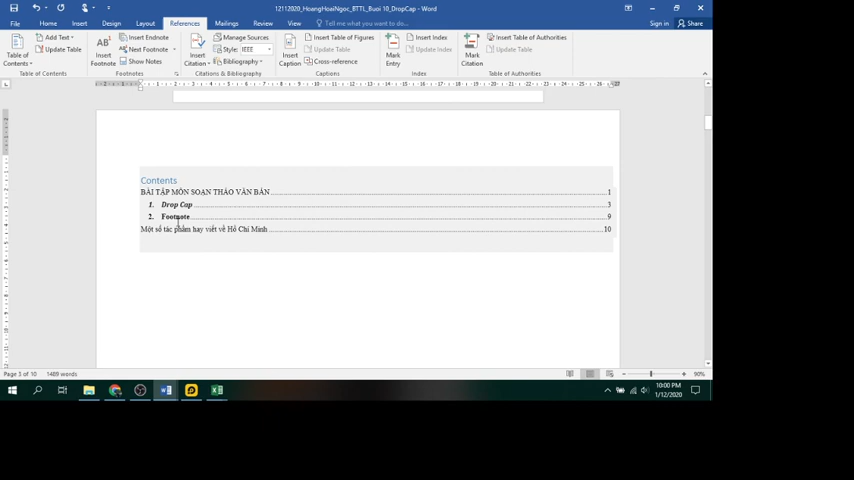 12112020_HoangHoaiNgoc_BTT1_Buoi 10_DropCap - Word
Sign in
File Home Insert Design Layout References Mailings Review View Tell me what you want to do... Share
Table of Contents
Add Text
Update Table
Table of Contents
AB¹ Insert Footnote
Insert Endnote
Next Footnote
Show Notes
Footnotes
Insert Citation
Manage Sources
Style: IEEE
Bibliography
Citations & Bibliography
Insert Caption
Insert Table of Figures
Update Table
Cross-reference
Captions
Mark Entry
Insert Index
Update Index
Index
Mark Citation
Insert Table of Authorities
Update Table
Table of Authorities
Contents
BÀI TẬP MÔN SOẠN THẢO VĂN BẢN 1
1. Drop Cap 3
2. Footnote 9
Một số tác phẩm hay viết về Hồ Chí Minh 10
Page 3 of 10 1489 words
90%
10:00 PM
1/12/2020